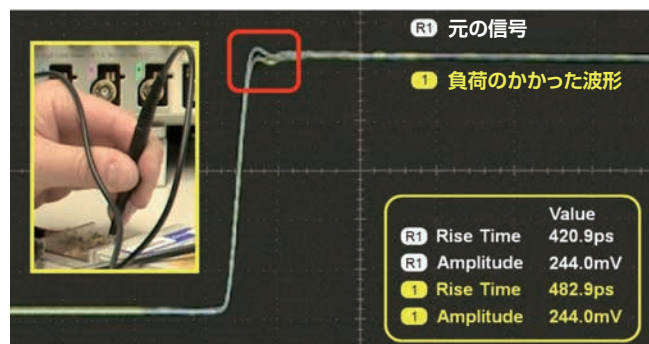 R1 元の信号
1 負荷のかかった波形
Value
R1 Rise Time 420.9ps
R1 Amplitude 244.0mV
1 Rise Time 482.9ps
1 Amplitude 244.0mV